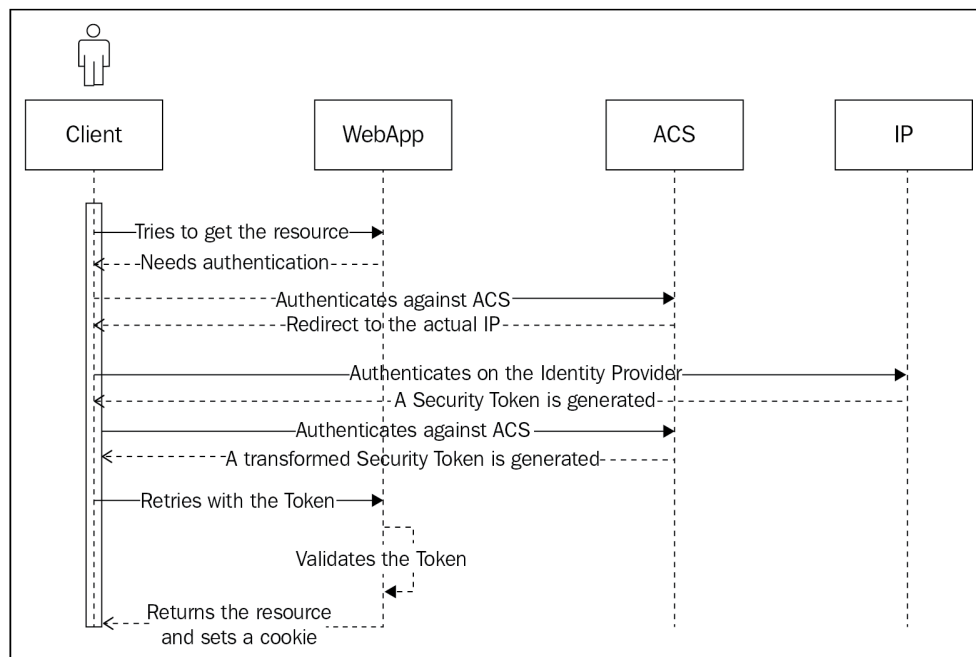 Client
WebApp
ACS
IP
Tries to get the resource
Needs authentication
Authenticates against ACS
Redirect to the actual IP
Authenticates on the Identity Provider
A Security Token is generated
Authenticates against ACS
A transformed Security Token is generated
Retries with the Token
Validates the Token
Returns the resource
and sets a cookie